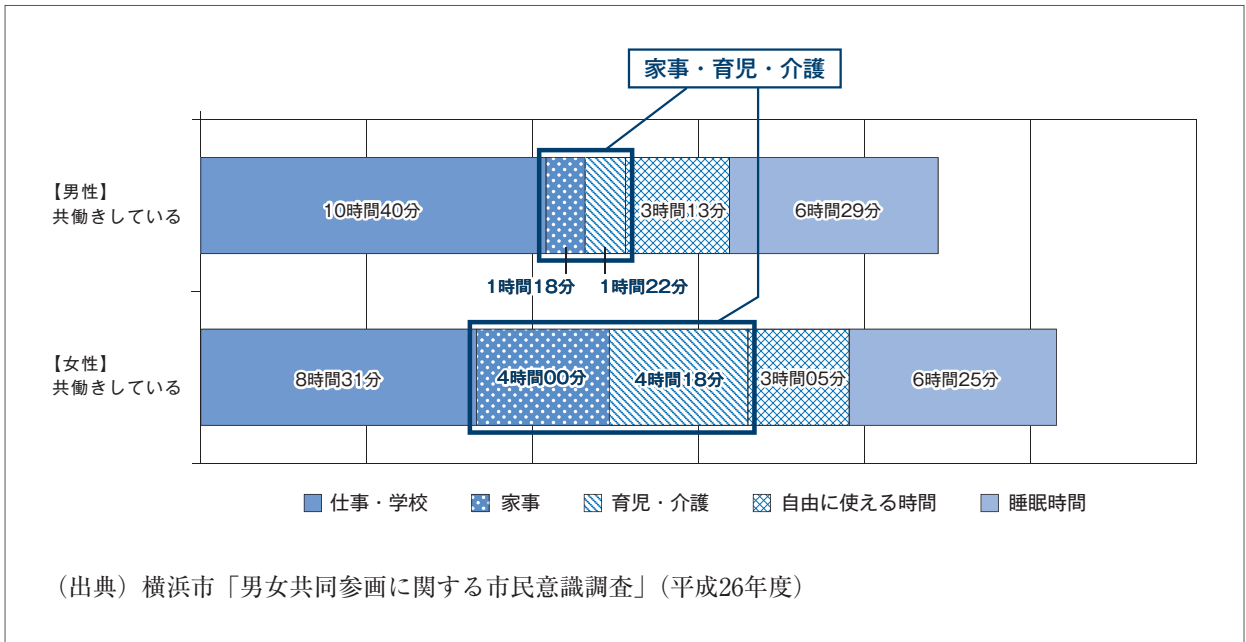 家事・育児・介護
【男性】
共働きしている
10時間40分
3時間13分
6時間29分
1時間18分
1時間22分
【女性】
共働きしている
8時間31分
4時間00分
4時間18分
3時間05分
6時間25分
仕事・学校 家事 育児・介護 自由に使える時間 睡眠時間
（出典）横浜市「男女共同参画に関する市民意識調査」（平成26年度）